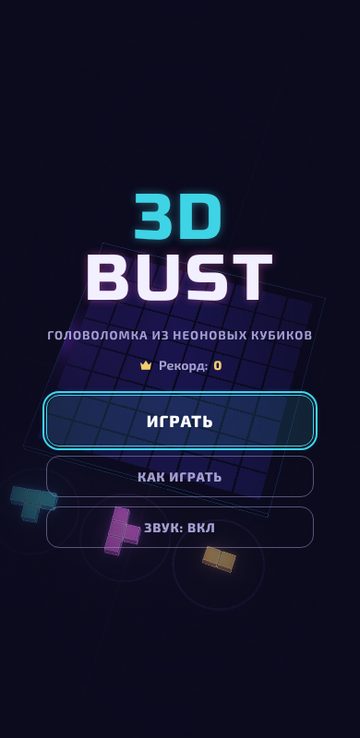 3D
BUST
ГОЛОВОЛОМКА ИЗ НЕОНОВЫХ КУБИКОВ
Рекорд: 0
ИГРАТЬ
КАК ИГРАТЬ
ЗВУК: ВКЛ